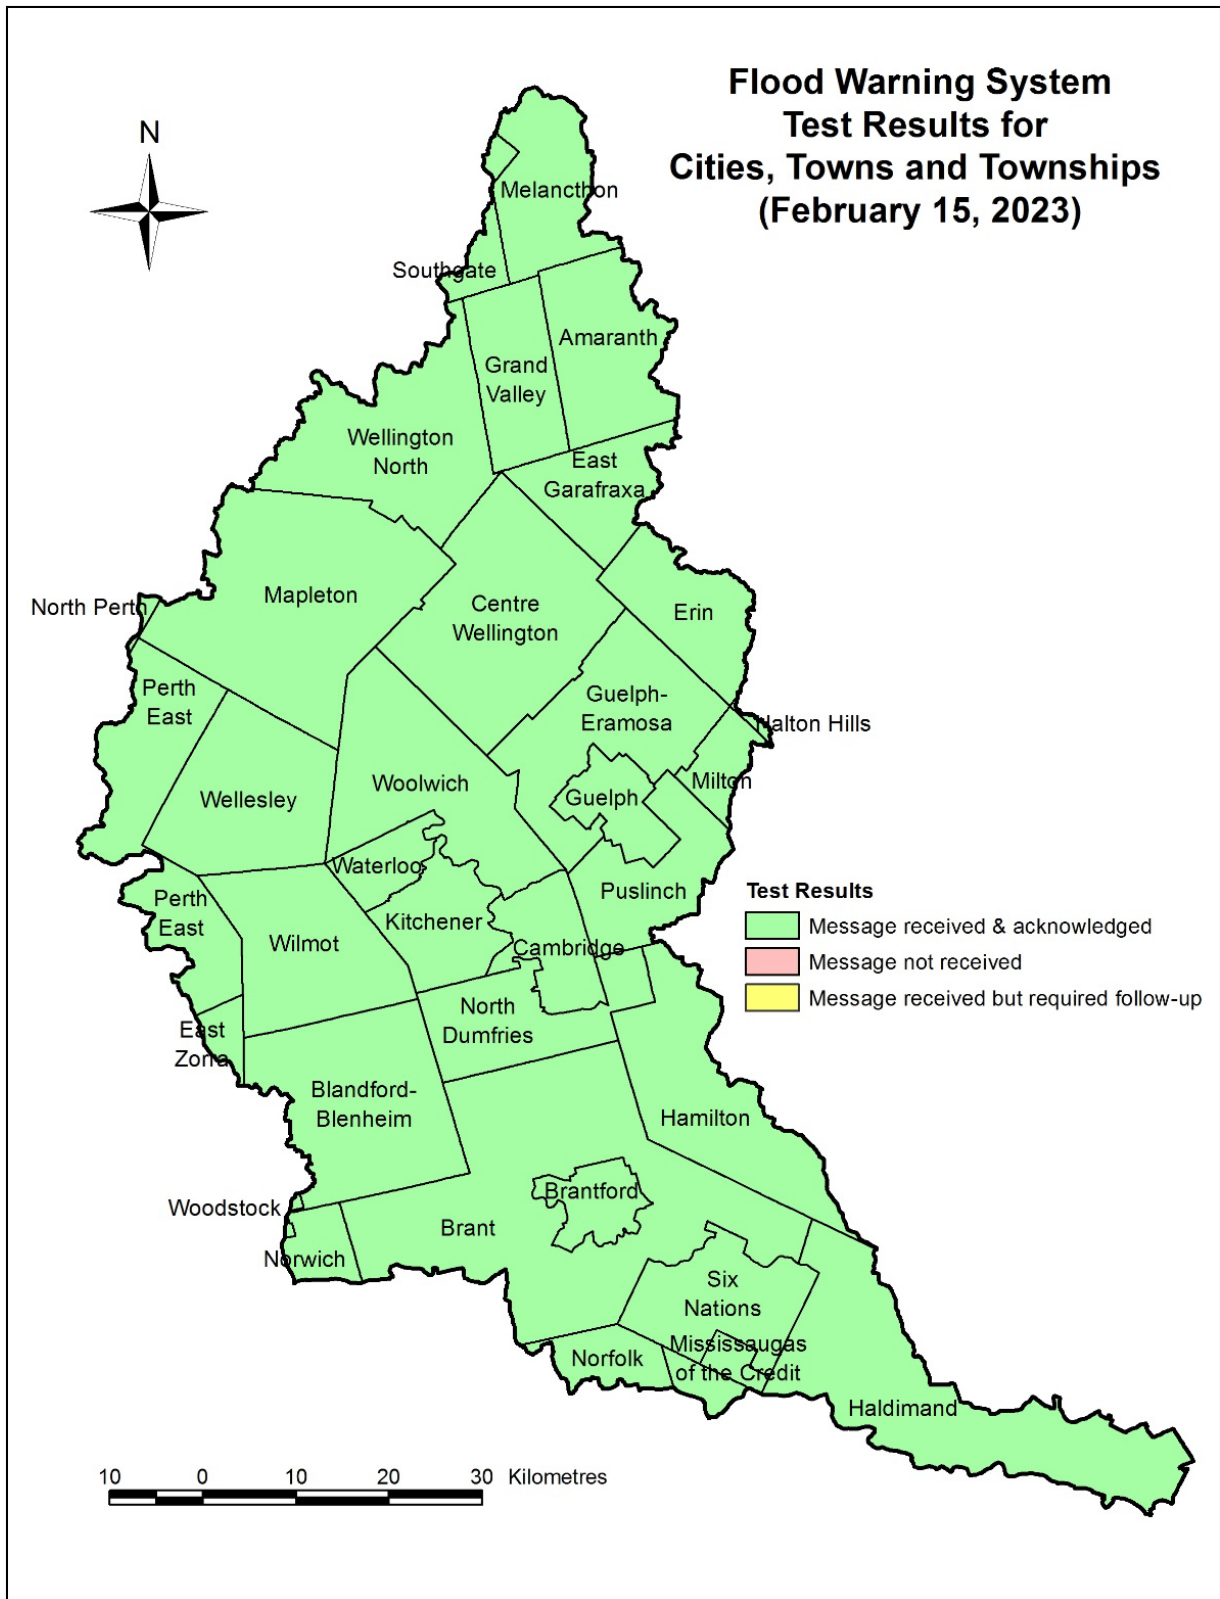 Flood Warning System
Test Results for
Cities, Towns and Townships
(February 15, 2023)
N
Melancthon
Southgate
Amaranth
Grand
Valley
Wellington
North
East
Garafraxa
Mapleton
North Perth
Centre
Wellington
Erin
Perth
East
Guelph-
Eramosa
Halton Hills
Woolwich
Milton
Wellesley
Guelph
Waterloo
Puslinch
Perth
East
Kitchener
Wilmot
Cambridge
North
Dumfries
East
Zorra
Blandford-
Blenheim
Hamilton
Brantford
Woodstock
Brant
Norwich
Six
Nations
Mississaugas
of the Credit
Norfolk
Haldimand
Test Results
Message received & acknowledged
Message not received
Message received but required follow-up
10 0 10 20 30 Kilometres